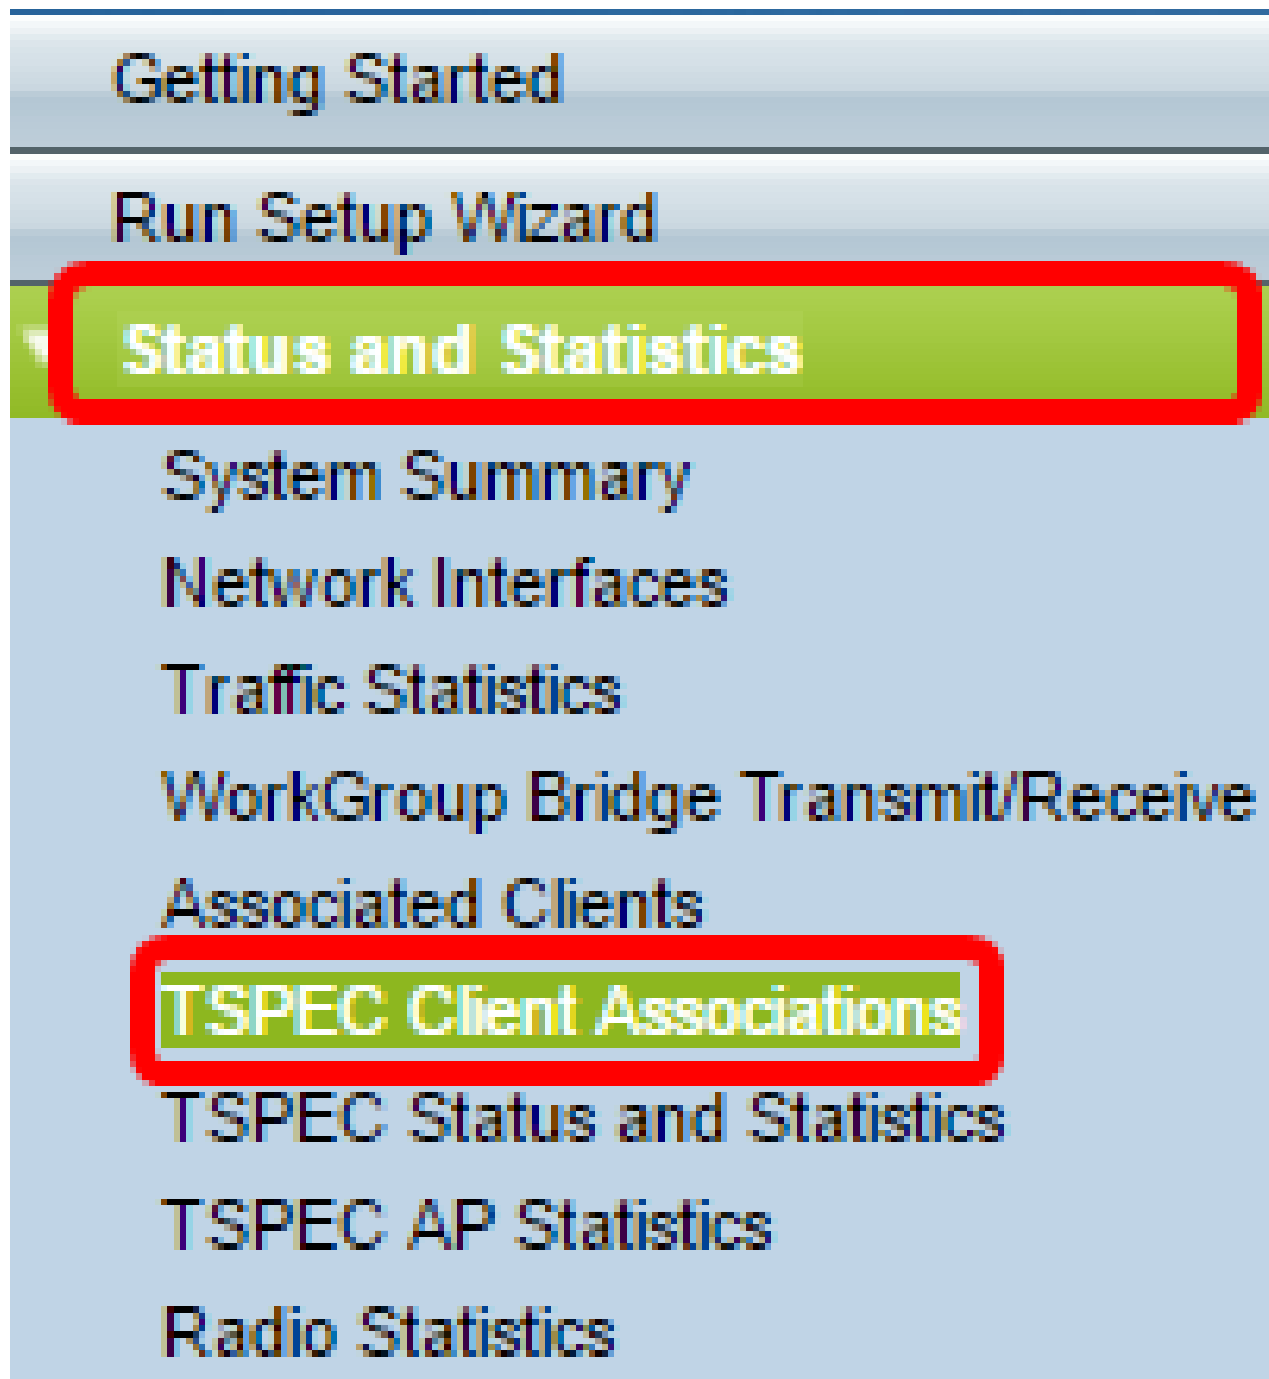 Getting Started
Run Setup Wizard
Status and Statistics
System Summary
Network Interfaces
Traffic Statistics
WorkGroup Bridge Transmit/Receive
Associated Clients
TSPEC Client Associations
TSPEC Status and Statistics
TSPEC AP Statistics
Radio Statistics